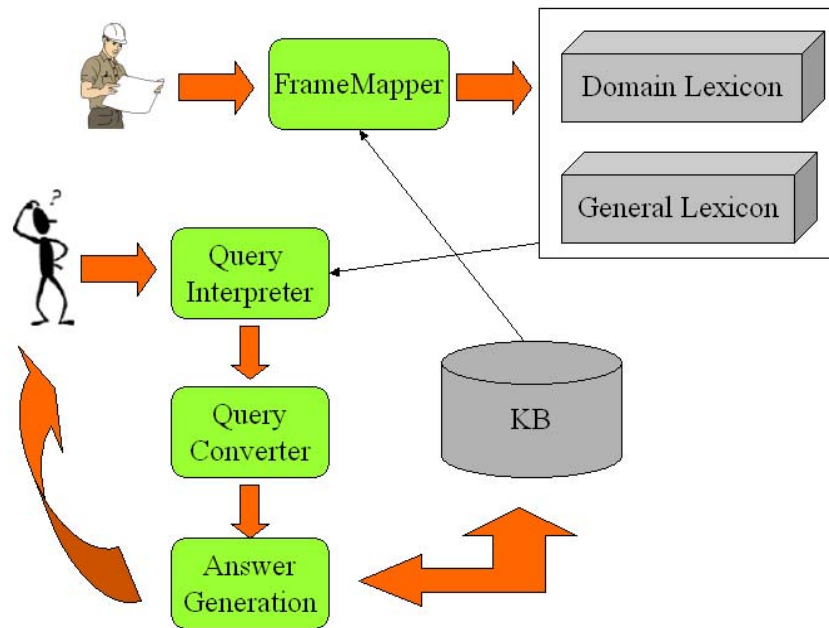 FrameMapper
Domain Lexicon
General Lexicon
?
Query
Interpreter
Query
Converter
KB
Answer
Generation